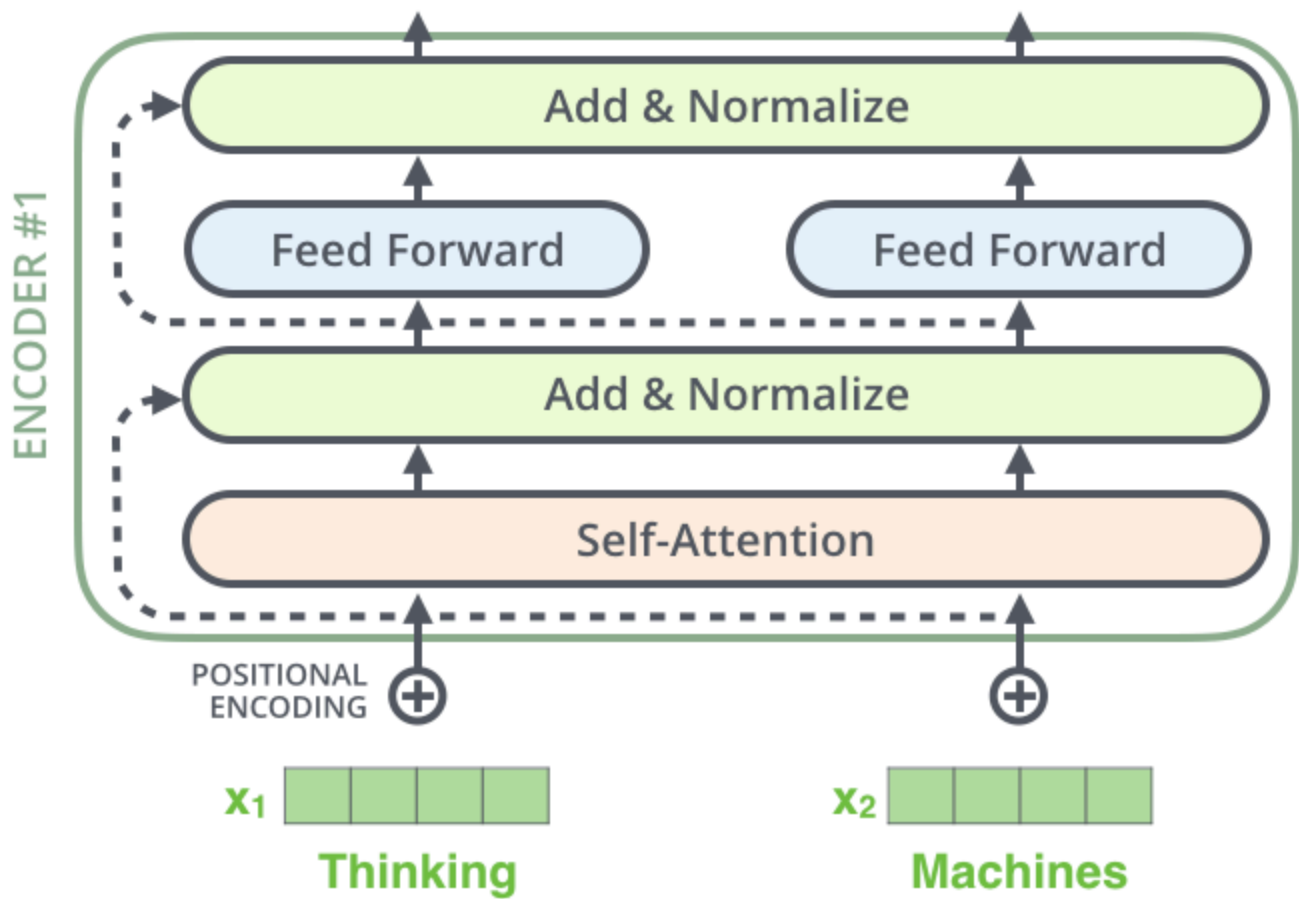 Add & Normalize
Feed Forward
Feed Forward
ENCODER #1
Add & Normalize
Self-Attention
POSITIONAL
ENCODING
x1
x2
Thinking
Machines